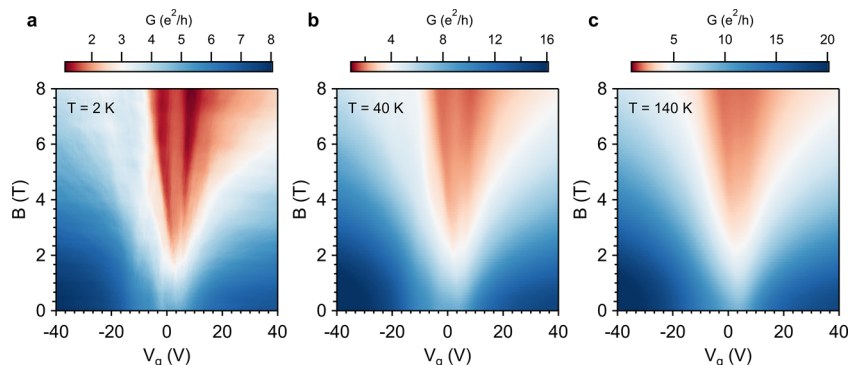 a
G (e²/h)
2 3 4 5 6 7 8
T = 2 K
B (T)
8
6
4
2
0
-40 -20 0 20 40
V_g (V)
b
G (e²/h)
4 8 12 16
T = 40 K
B (T)
8
6
4
2
0
-40 -20 0 20 40
V_g (V)
c
G (e²/h)
5 10 15 20
T = 140 K
B (T)
8
6
4
2
0
-40 -20 0 20 40
V_g (V)